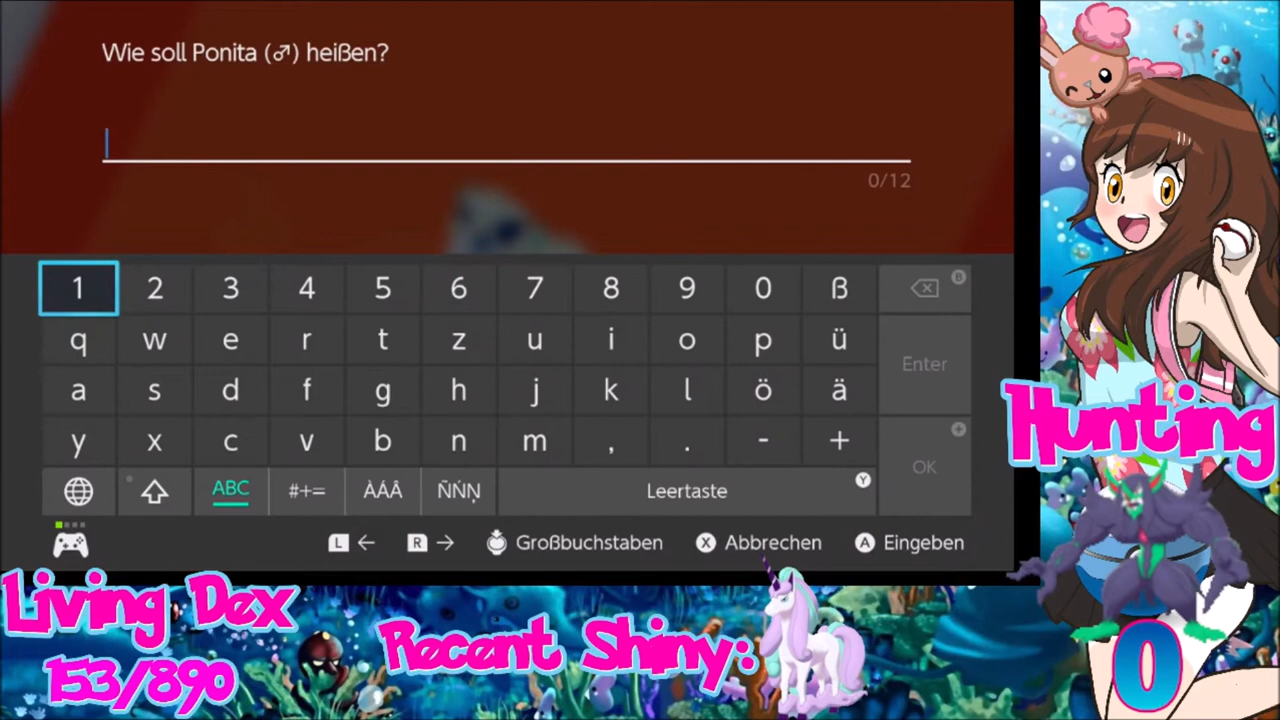 Wie soll Ponita (♂) heißen?
0/12
1 2 3 4 5 6 7 8 9 0 ß B
q w e r t z u i o p ü Enter
a s d f g h j k l ö ä
y x c v b n m , . - + OK
ABC #+= ÀÁÂ ÑŃŅ Leertaste Y
L ← R → Großbuchstaben X Abbrechen A Eingeben
Hunting
0
Living Dex
153/890
Recent Shiny: